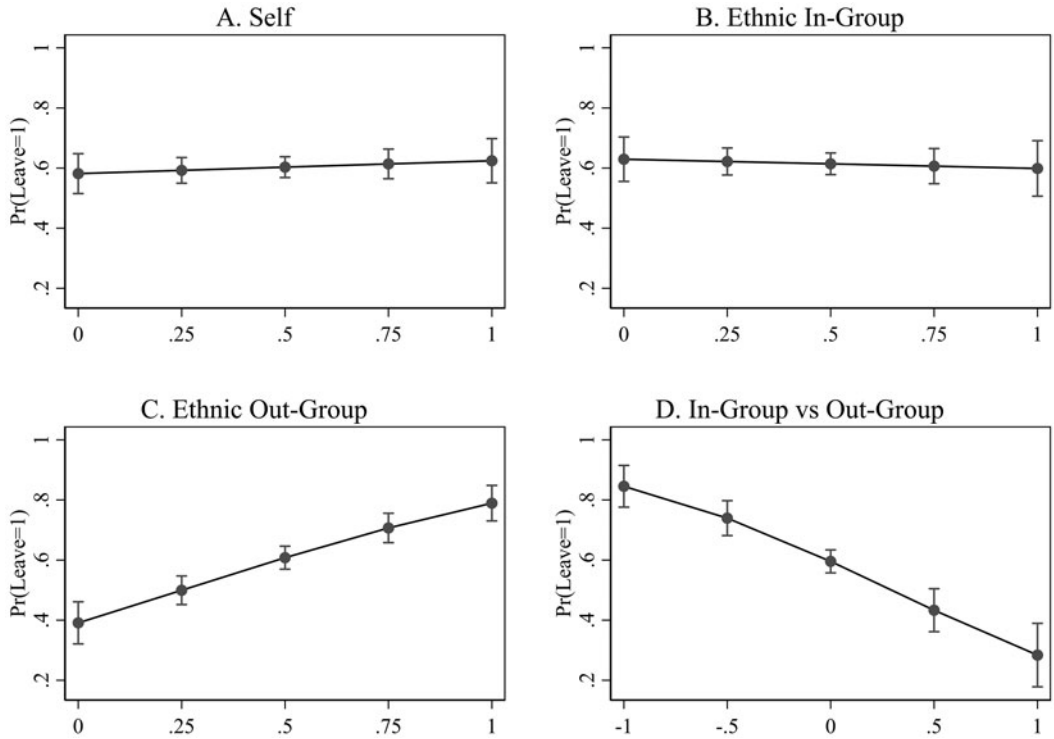 A. Self
Pr(Leave=1)
1
.8
.6
.4
.2
0 .25 .5 .75 1
B. Ethnic In-Group
Pr(Leave=1)
1
.8
.6
.4
.2
0 .25 .5 .75 1
C. Ethnic Out-Group
Pr(Leave=1)
1
.8
.6
.4
.2
0 .25 .5 .75 1
D. In-Group vs Out-Group
Pr(Leave=1)
1
.8
.6
.4
.2
-1 -.5 0 .5 1